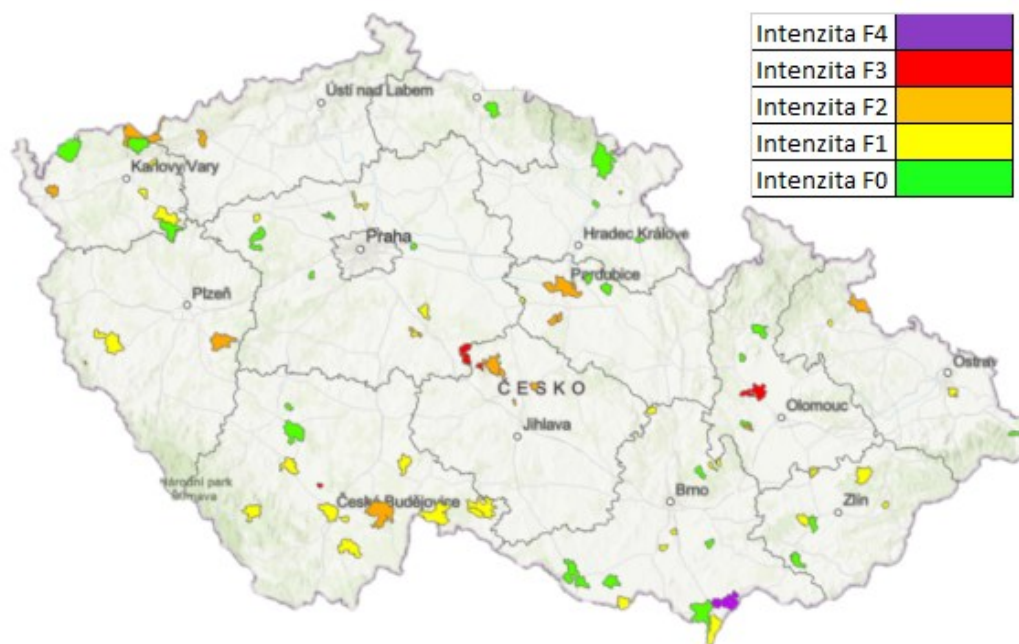 Intenzita F4
Intenzita F3
Intenzita F2
Intenzita F1
Intenzita F0
Ústí nad Labem
Karlovy Vary
Praha
Hradec Králové
Pardubice
Plzeň
Ostrav
ČESKO
Olomouc
Jihlava
Národní park
Šumava
České Budějovice
Brno
Zlín